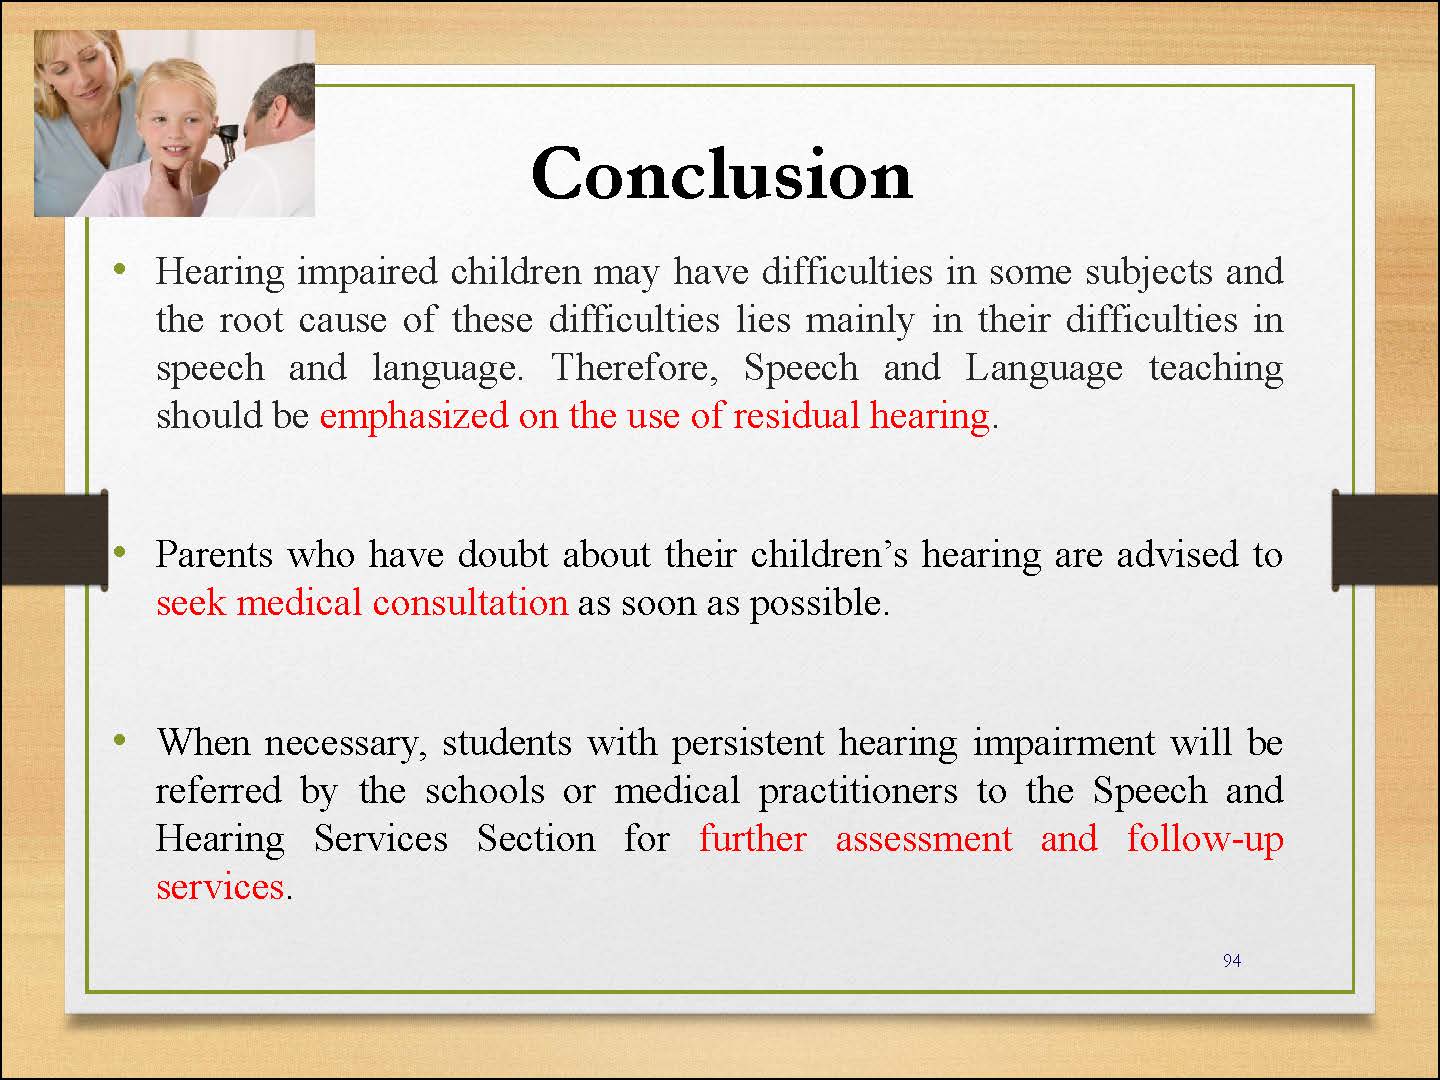 Conclusion
• Hearing impaired children may have difficulties in some subjects and
the root cause of these difficulties lies mainly in their difficulties in
speech and language. Therefore, Speech and Language teaching
should be emphasized on the use of residual hearing.
• Parents who have doubt about their children’s hearing are advised to
seek medical consultation as soon as possible.
• When necessary, students with persistent hearing impairment will be
referred by the schools or medical practitioners to the Speech and
Hearing Services Section for further assessment and follow-up
services.
94